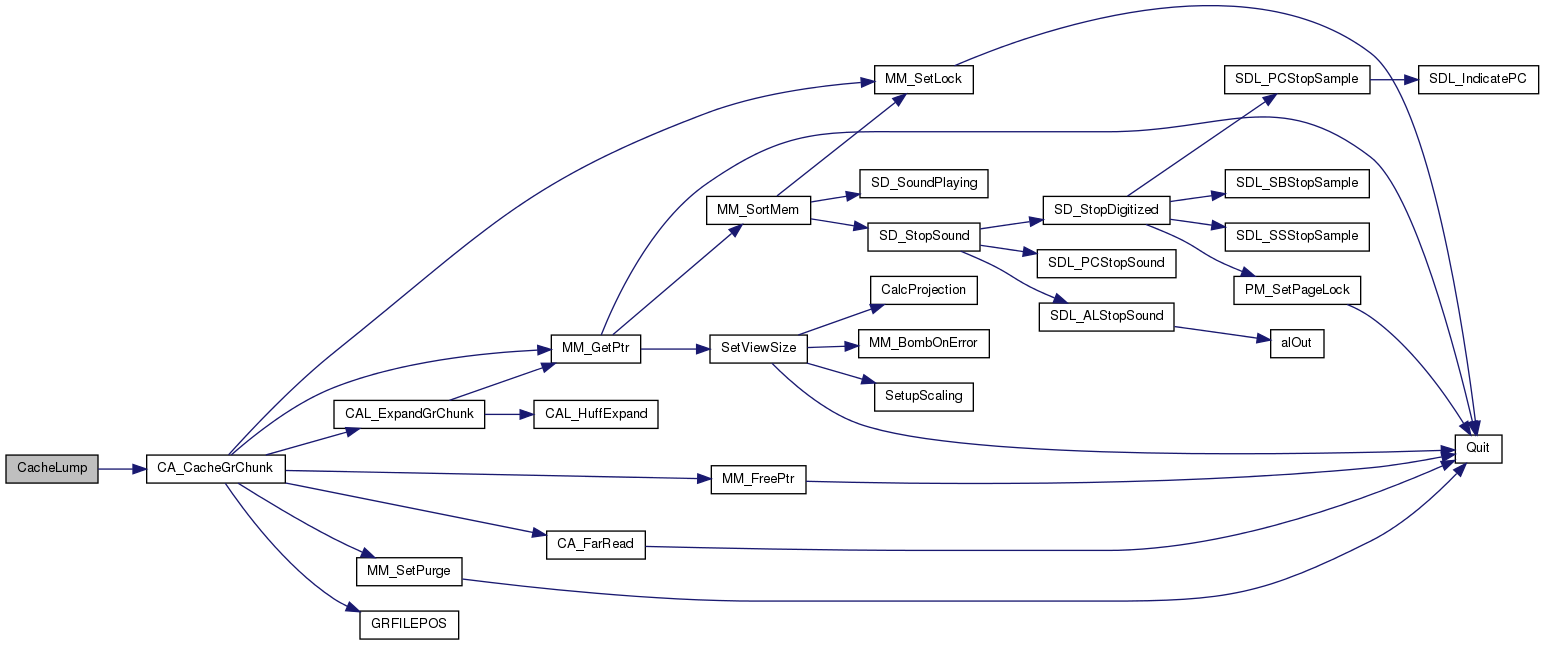 MM_SetLock
SDL_PCStopSample
SDL_IndicatePC
SD_SoundPlaying
SDL_SBStopSample
MM_SortMem
SD_StopDigitized
SD_StopSound
SDL_SSStopSample
SDL_PCStopSound
CalcProjection
PM_SetPageLock
SDL_ALStopSound
MM_GetPtr
SetViewSize
MM_BombOnError
alOut
SetupScaling
CAL_ExpandGrChunk
CAL_HuffExpand
Quit
CacheLump
CA_CacheGrChunk
MM_FreePtr
CA_FarRead
MM_SetPurge
GRFILEPOS